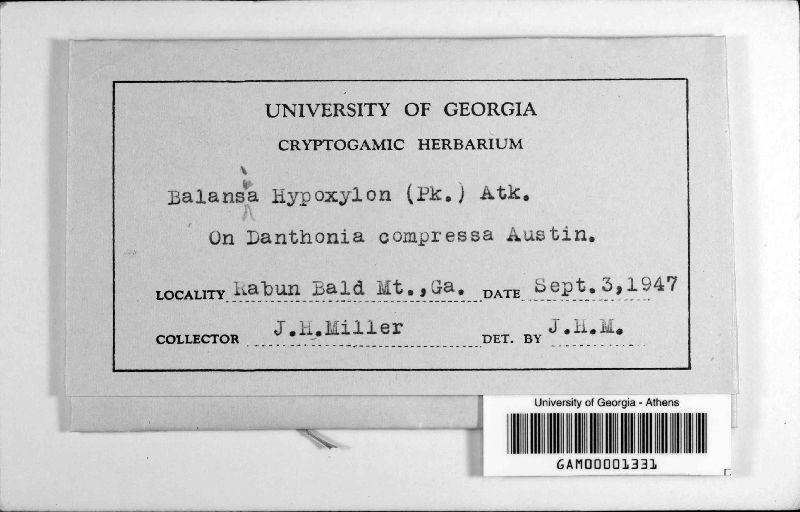 UNIVERSITY OF GEORGIA
CRYPTOGAMIC HERBARIUM
Balansia Hypoxylon (Pk.) Atk.
On Danthonia compressa Austin.
LOCALITY Rabun Bald Mt.,Ga. DATE Sept.3,1947
COLLECTOR J.H.Miller DET. BY J.H.M.
University of Georgia - Athens
GAM00001331